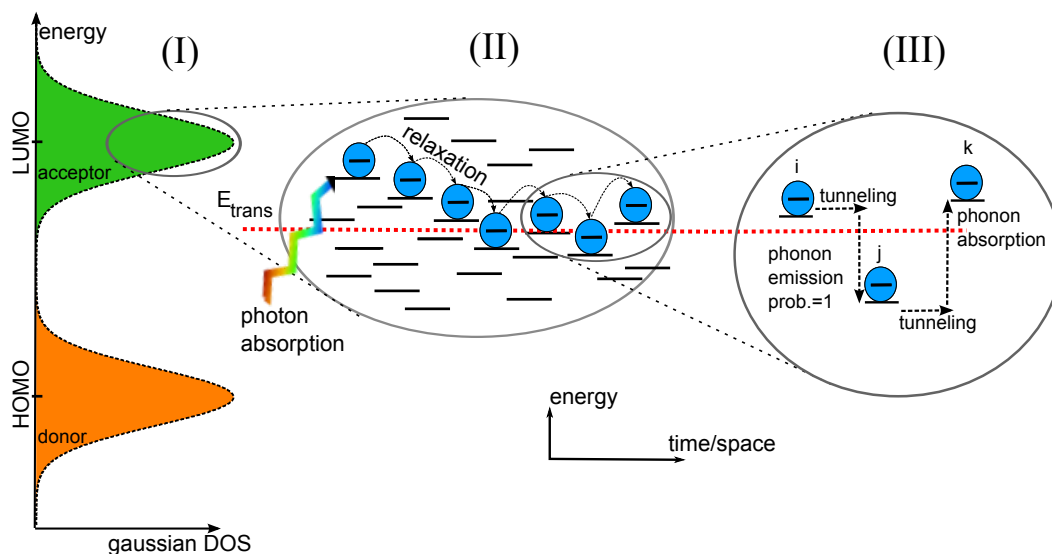 energy
(I)
LUMO
acceptor
HOMO
donor
gaussian DOS
(II)
relaxation
E_trans
photon
absorption
energy
time/space
(III)
i
tunneling
k
phonon
absorption
phonon
emission
prob.=1
j
tunneling